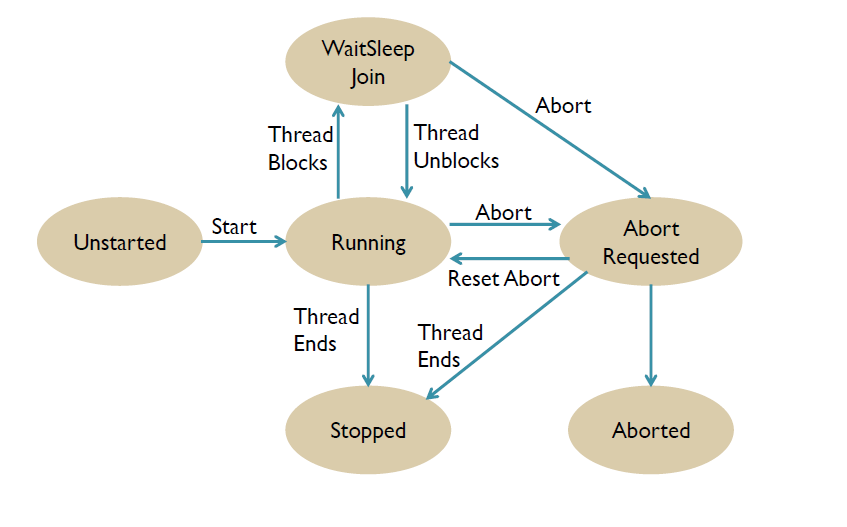 WaitSleep
Join
Abort
Thread
Blocks
Thread
Unblocks
Unstarted
Start
Running
Abort
Reset Abort
Abort
Requested
Thread
Ends
Thread
Ends
Stopped
Aborted